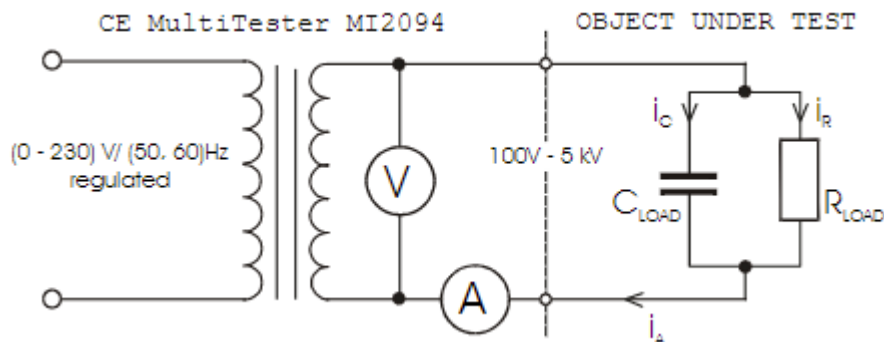 CE MultiTester MI2094
OBJECT UNDER TEST
(0 - 230) V/ (50, 60)Hz
regulated
V
100V - 5 kV
A
iC
iR
CLOAD
RLOAD
iA